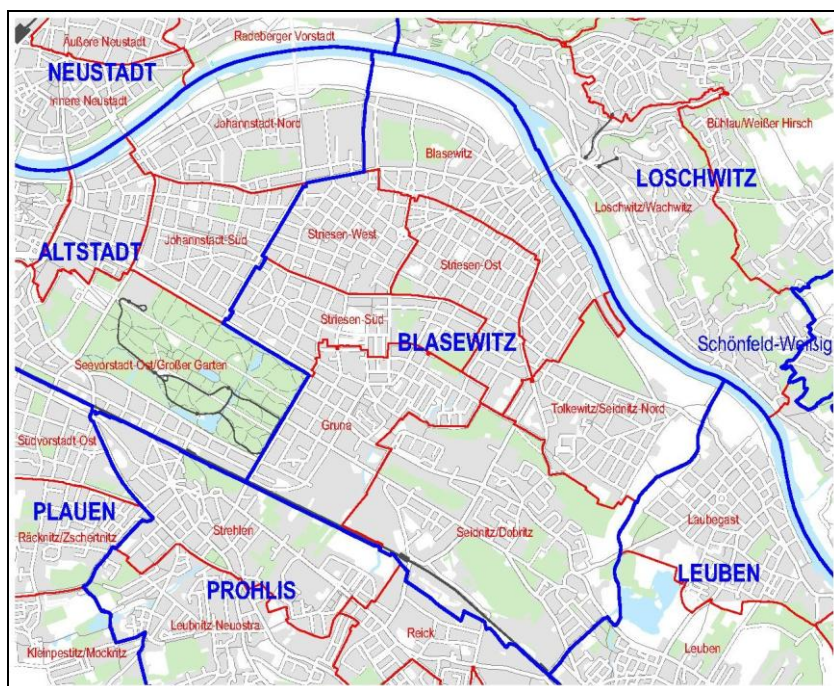 Äußere Neustadt
Radeberger Vorstadt
NEUSTADT
Innere Neustadt
Johannstadt-Nord
Bühlau/Weißer Hirsch
Blasewitz
LOSCHWITZ
Loschwitz/Wachwitz
ALTSTADT
Johannstadt-Süd
Striesen-West
Striesen-Ost
Striesen-Süd
BLASEWITZ
Schönfeld-Weißig
Seevorstadt-Ost/Großer Garten
Tolkewitz/Seidnitz-Nord
Gruna
Südvorstadt-Ost
PLAUEN
Räcknitz/Zschertnitz
Strehlen
Seidnitz/Dobritz
Laubegast
LEUBEN
PROHLIS
Leubnitz-Neuostra
Reick
Kleinpestitz/Mockritz
Leuben